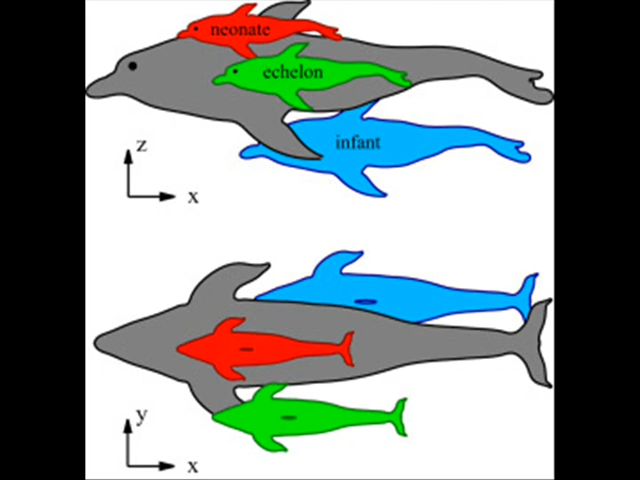 neonate
echelon
infant
z
x
y
x